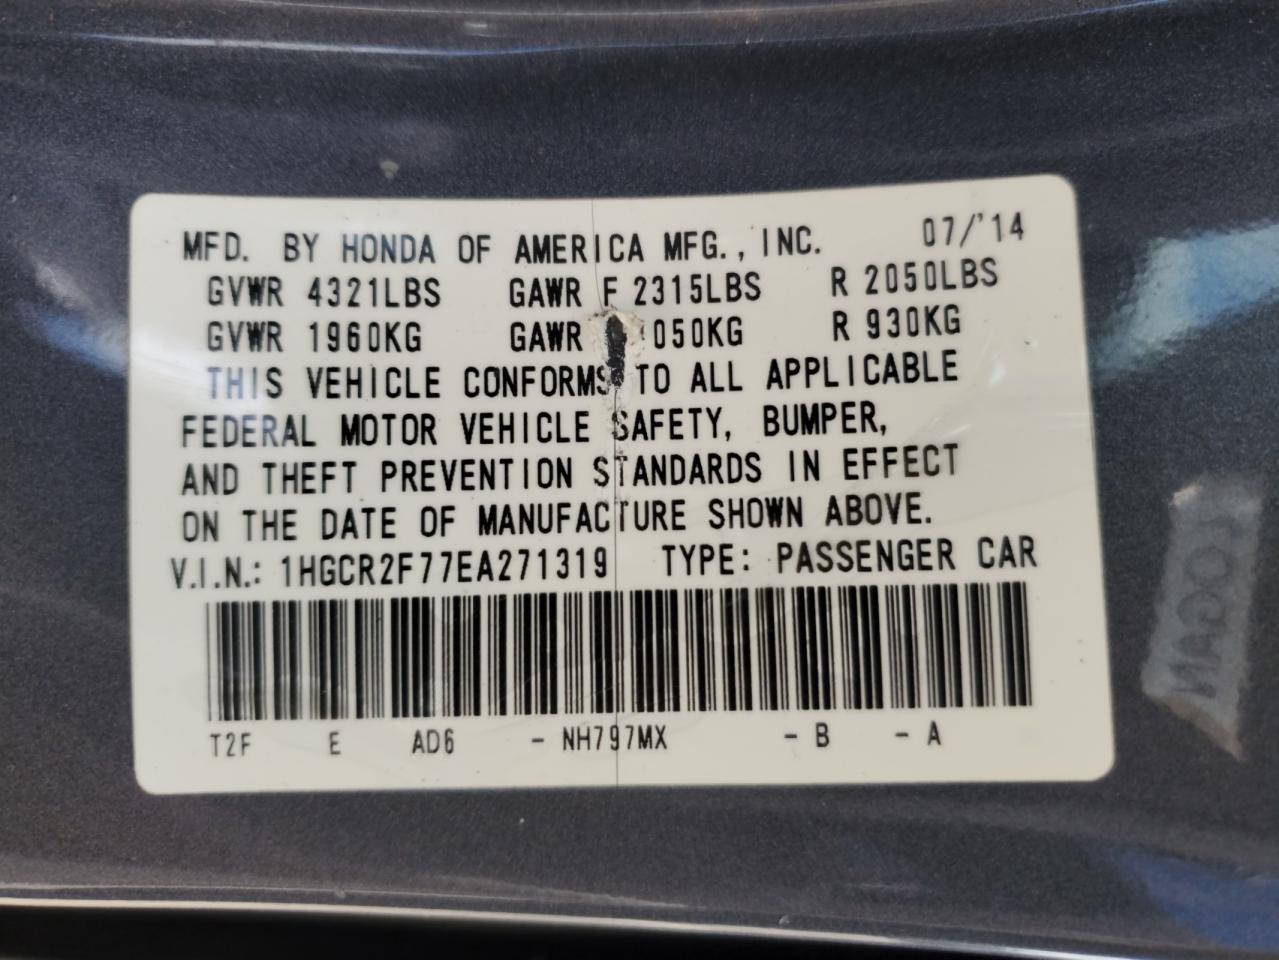 MFD. BY HONDA OF AMERICA MFG., INC. 07/'14
GVWR 4321LBS GAWR F 2315LBS R 2050LBS
GVWR 1960KG GAWR 050KG R 930KG
THIS VEHICLE CONFORMS TO ALL APPLICABLE
FEDERAL MOTOR VEHICLE SAFETY, BUMPER,
AND THEFT PREVENTION STANDARDS IN EFFECT
ON THE DATE OF MANUFACTURE SHOWN ABOVE.
V.I.N.: 1HGCR2F77EA271319 TYPE: PASSENGER CAR
T2F E AD6 - NH797MX - B - A